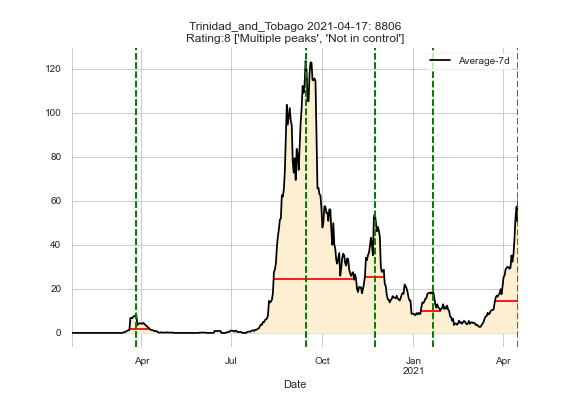 Trinidad_and_Tobago 2021-04-17: 8806
Rating:8 ['Multiple peaks', 'Not in control']
Average-7d
120
100
80
60
40
20
0
Apr
Jul
Oct
Jan
2021
Apr
Date